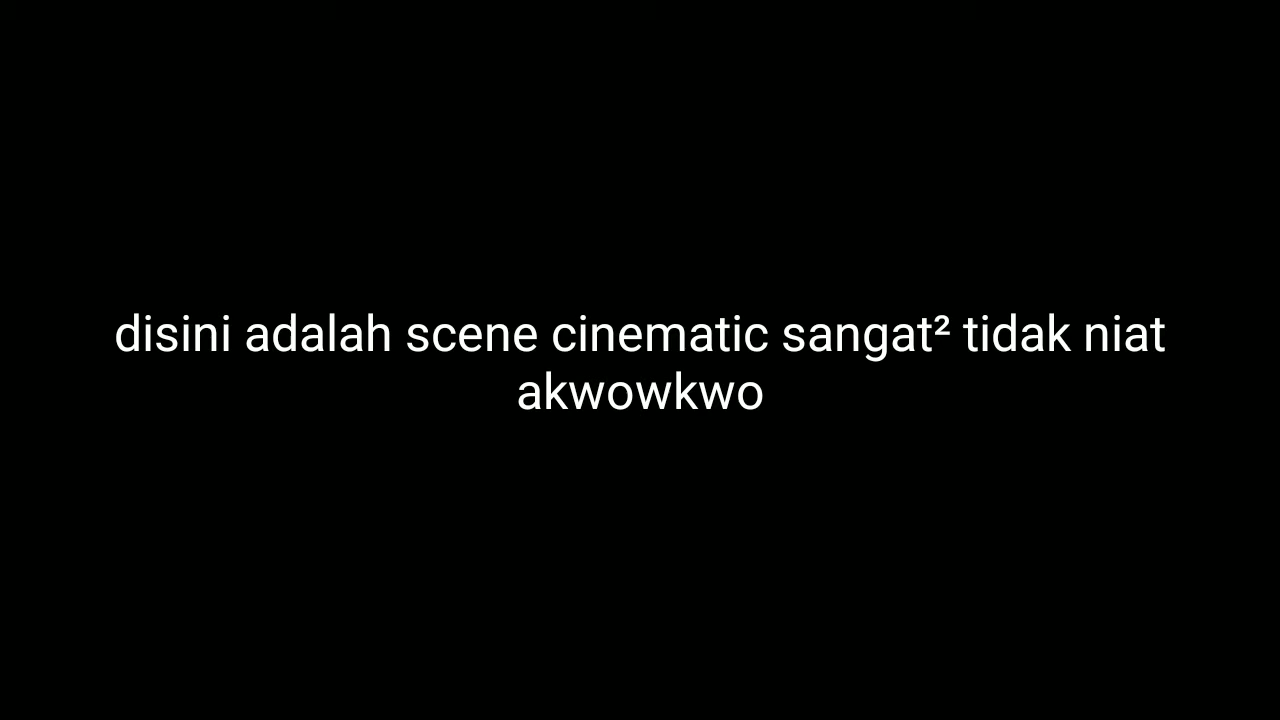 disini adalah scene cinematic sangat² tidak niat
akwowkwo